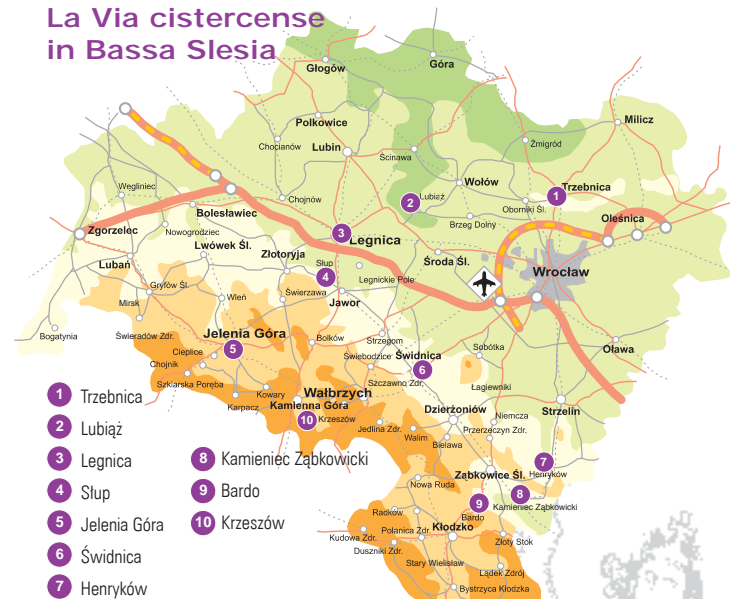 La Via cistercense
in Bassa Slesia
Głogów
Góra
Polkowice
Milicz
Chocianów
Lubin
Żmigród
Ścinawa
Węgliniec
Wołów
Trzebnica
1
Chojnów
2
Lubiąż
Oborniki Śl.
Bolesławiec
Brzeg Dolny
Oleśnica
Zgorzelec
Nowogrodziec
3
Legnica
Lwówek Śl.
Złotoryja
Słup
Środa Śl.
Lubań
4
Legnickie Pole
Wrocław
Gryfów Śl.
Świerzawa
Jawor
Mirsk
Wleń
Bogatynia
Świeradów Zdr.
Jelenia Góra
Bolków
Strzegom
Sobótka
Oława
Cieplice
5
Świebodzice
Świdnica
Chojnik
6
Szklarska Poręba
Szczawno Zdr.
Łagiewniki
Kowary
Wałbrzych
Karpacz
Kamienna Góra
Dzierżoniów
Strzelin
10
Krzeszów
Niemcza
Jedlina Zdr.
Przerzeczyn Zdr.
Walim
Bielawa
7
Ząbkowice Śl.
Henryków
Nowa Ruda
8
9
Kamieniec Ząbkowicki
Radków
Bardo
Kudowa Zdr.
Polanica Zdr.
Kłodzko
Złoty Stok
Duszniki Zdr.
Stary Wielisław
Lądek Zdrój
Bystrzyca Kłodzka
1 Trzebnica
2 Lubiąż
3 Legnica
4 Słup
5 Jelenia Góra
6 Świdnica
7 Henryków
8 Kamieniec Ząbkowicki
9 Bardo
10 Krzeszów